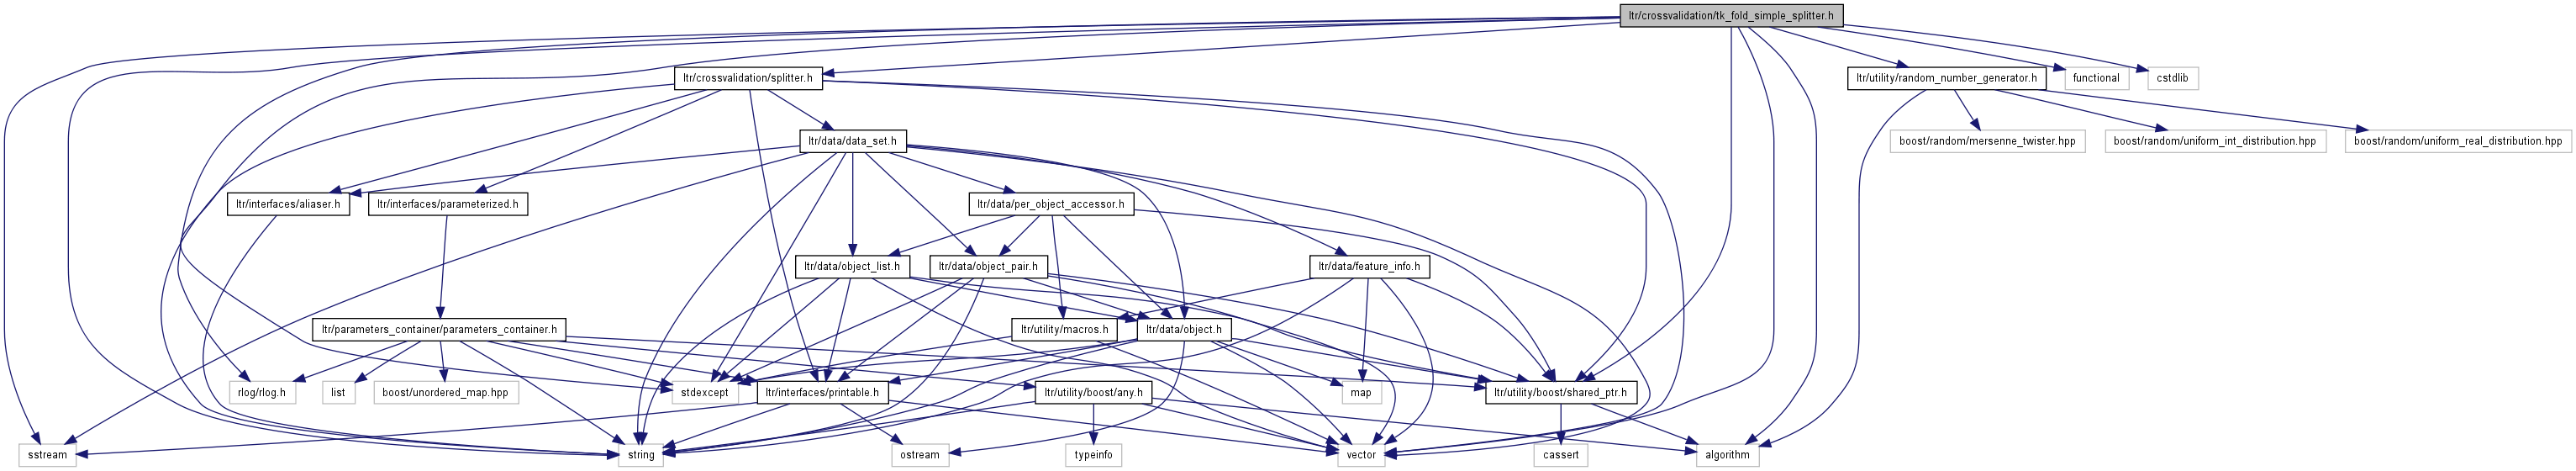 ltr/crossvalidation/tk_fold_simple_splitter.h
ltr/crossvalidation/splitter.h
ltr/utility/random_number_generator.h
functional
cstdlib
ltr/data/data_set.h
boost/random/mersenne_twister.hpp
boost/random/uniform_int_distribution.hpp
boost/random/uniform_real_distribution.hpp
ltr/interfaces/aliaser.h
ltr/interfaces/parameterized.h
ltr/data/per_object_accessor.h
ltr/data/object_list.h
ltr/data/object_pair.h
ltr/data/feature_info.h
ltr/parameters_container/parameters_container.h
ltr/utility/macros.h
ltr/data/object.h
rlog/rlog.h
list
boost/unordered_map.hpp
stdexcept
ltr/interfaces/printable.h
ltr/utility/boost/any.h
map
ltr/utility/boost/shared_ptr.h
sstream
string
ostream
typeinfo
vector
cassert
algorithm